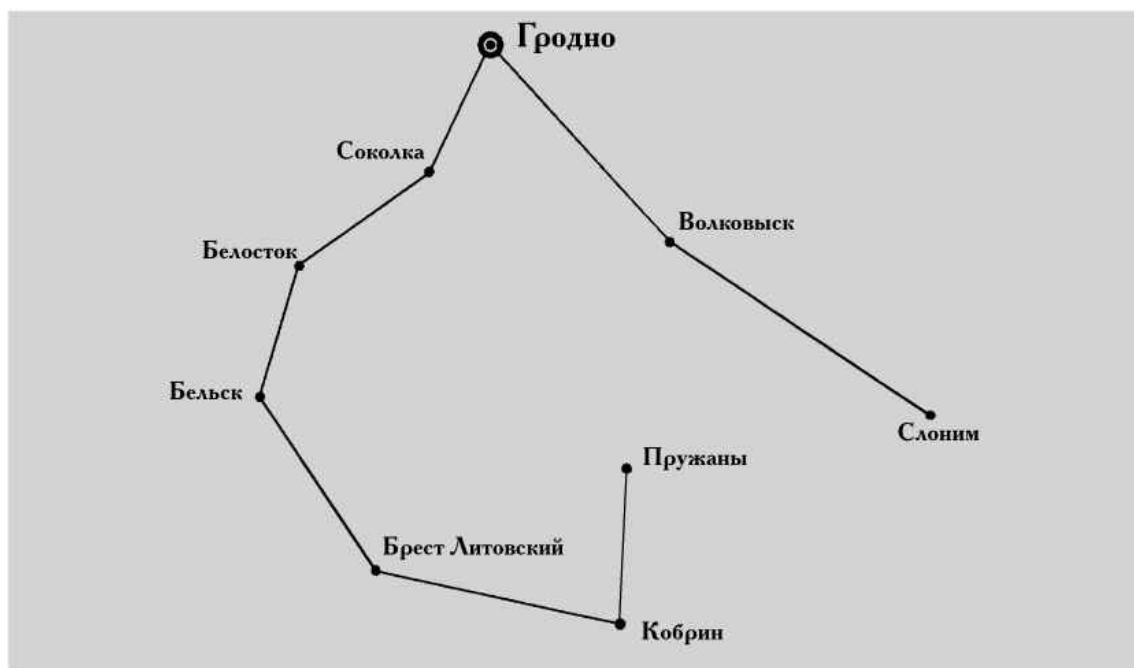 Гродно
Соколка
Волковыск
Белосток
Бельск
Слоним
Пружаны
Брест Литовский
Кобрин